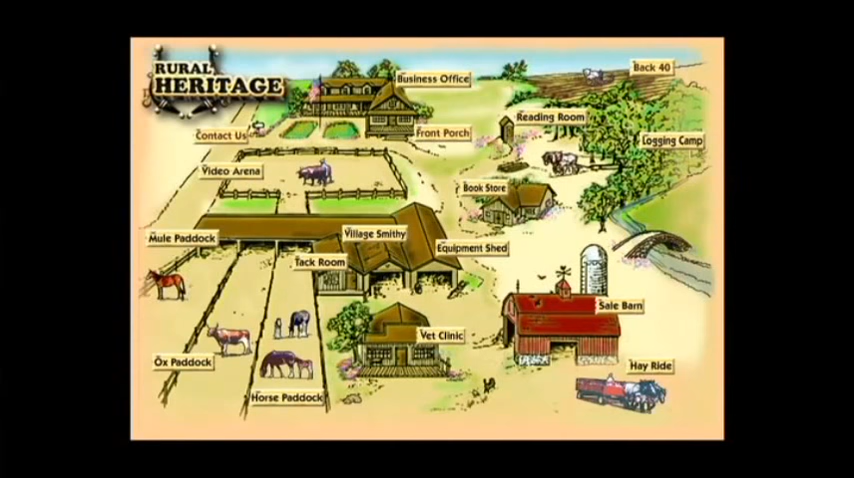 RURAL
HERITAGE
Business Office
Back 40
Contact Us
Front Porch
Reading Room
Logging Camp
Video Arena
Book Store
Mule Paddock
Village Smithy
Equipment Shed
Tack Room
Sale Barn
Vet Clinic
Ox Paddock
Hay Ride
Horse Paddock